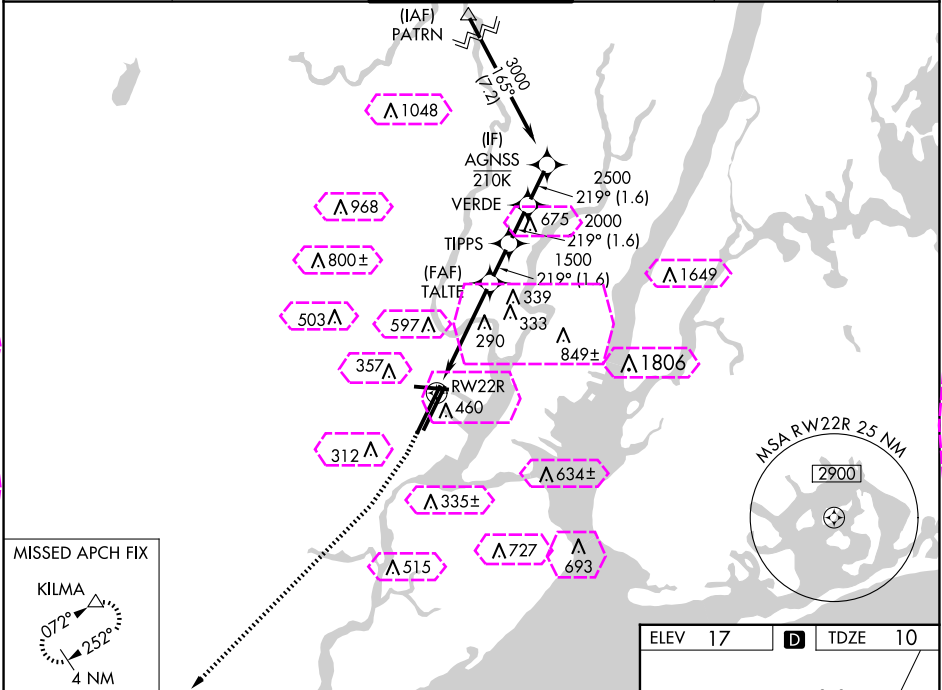 (IAF)
PATRN
3000
165°
(7.2)
1048
(IF)
AGNSS
210K
2500
219° (1.6)
VERDE
968
675
2000
219° (1.6)
TIPPS
800±
1500
219° (1.6)
(FAF)
TALTE
1649
339
503
597
333
290
849±
357
1806
RW22R
460
312
MSA RW22R 25 NM
2900
634±
335±
727
693
515
MISSED APCH FIX
KILMA
072°
252°
4 NM
ELEV 17 D TDZE 10